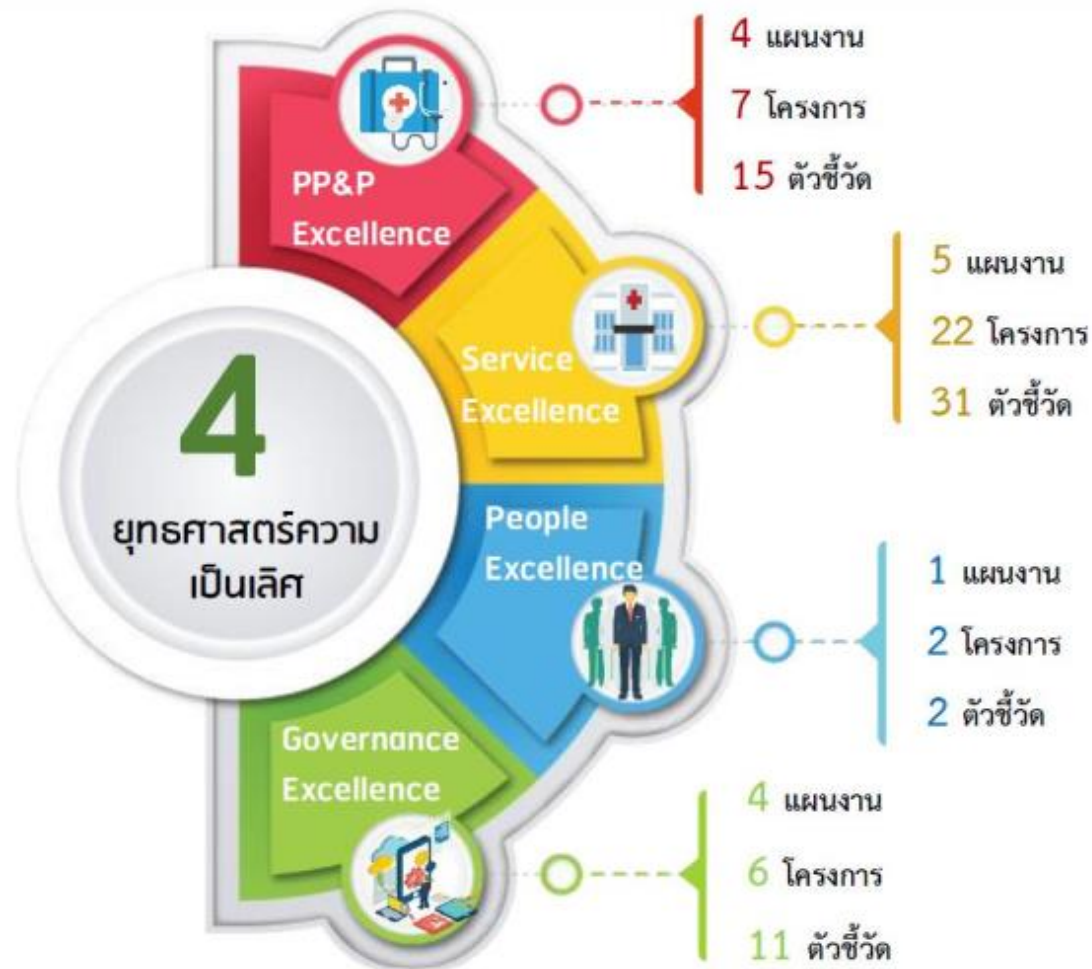 4
ยุทธศาสตร์ความ
เป็นเลิศ
PP&P
Excellence
4 แผนงาน
7 โครงการ
15 ตัวชี้วัด
Service
Excellence
5 แผนงาน
22 โครงการ
31 ตัวชี้วัด
People
Excellence
1 แผนงาน
2 โครงการ
2 ตัวชี้วัด
Governance
Excellence
4 แผนงาน
6 โครงการ
11 ตัวชี้วัด